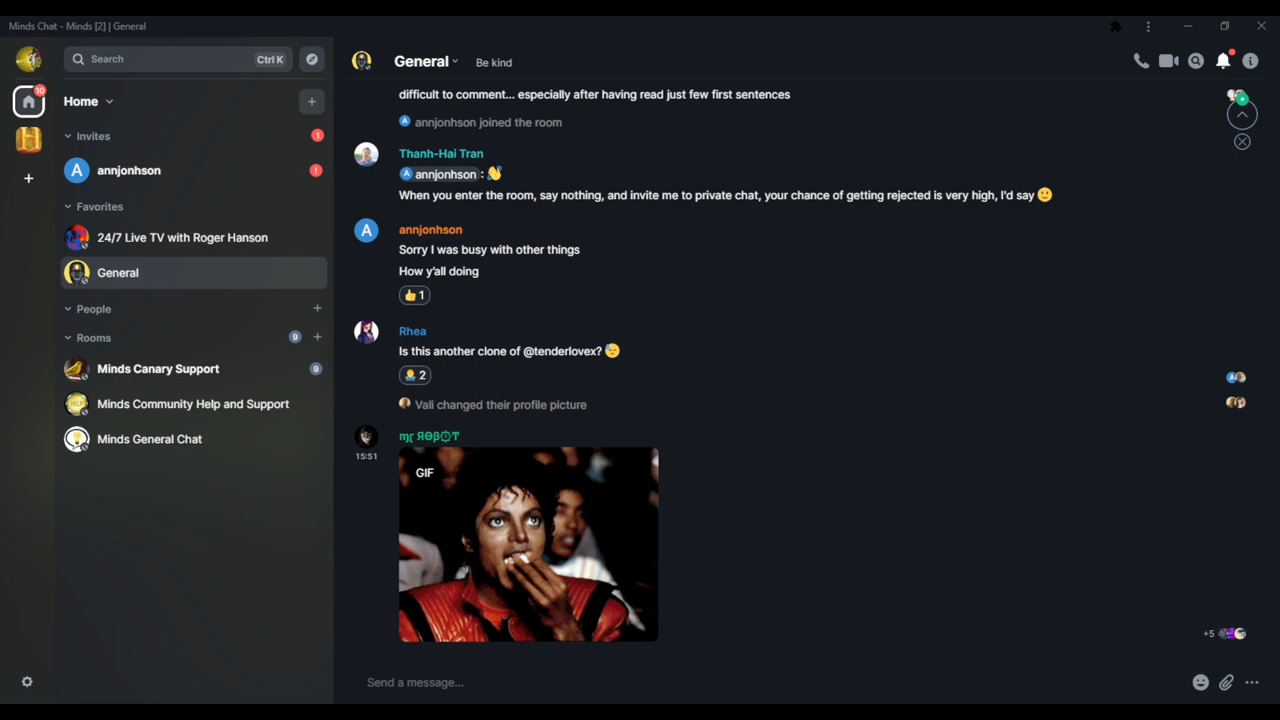 Minds Chat - Minds [2] | General
Search
Ctrl K
10
Home
Invites
1
A
annjonhson
!
Favorites
24/7 Live TV with Roger Hanson
General
People
Rooms
9
Minds Canary Support
9
Minds Community Help and Support
Minds General Chat
General
Be kind
difficult to comment... especially after having read just few first sentences
A annjonhson joined the room
Thanh-Hai Tran
A annjonhson :
When you enter the room, say nothing, and invite me to private chat, your chance of getting rejected is very high, I'd say
A
annjonhson
Sorry I was busy with other things
How y'all doing
1
Rhea
Is this another clone of @tenderlovex?
2
Vali changed their profile picture
15:51
GIF
+5
Send a message...